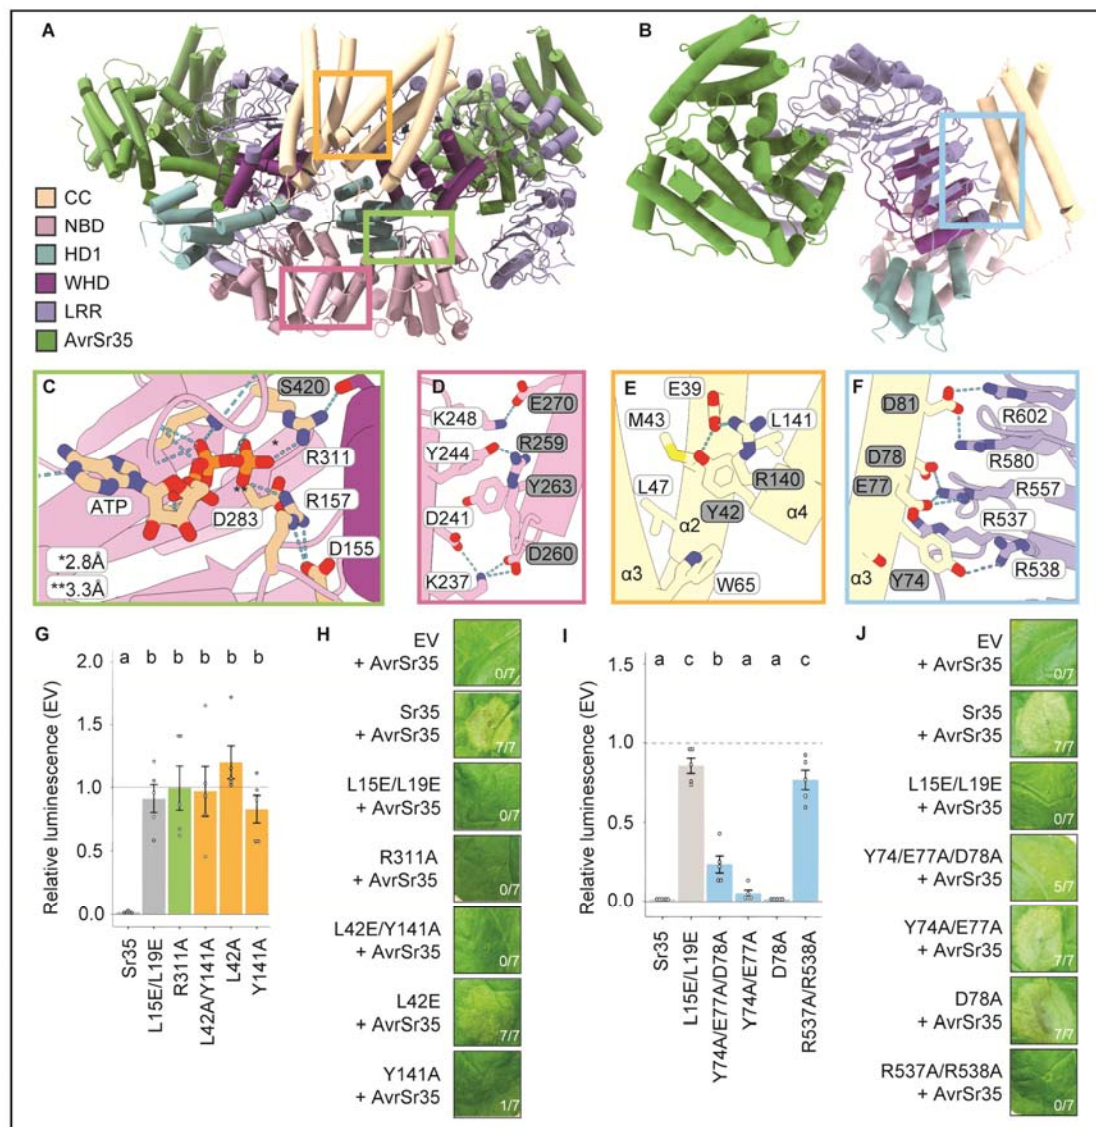 A
B
CC
NBD
HD1
WHD
LRR
AvrSr35
C
S420
*
R311
ATP
**
D283
R157
*2.8Å
**3.3Å
D155
D
E270
K248
R259
Y244
Y263
D241
D260
K237
E
E39
M43
L141
R140
L47
Y42
α2
α4
W65
F
D81
R602
D78
R580
E77
R557
R537
α3
Y74
R538
G
a b b b b b
Relative luminescence (EV)
2.0
1.5
1.0
0.5
0.0
Sr35
L15E/L19E
R311A
L42A/Y141A
L42A
Y141A
H
EV
+ AvrSr35
0/7
Sr35
+ AvrSr35
7/7
L15E/L19E
+ AvrSr35
0/7
R311A
+ AvrSr35
0/7
L42E/Y141A
+ AvrSr35
0/7
L42E
+ AvrSr35
7/7
Y141A
+ AvrSr35
1/7
I
a c b a a c
Relative luminescence (EV)
1.5
1.0
0.5
0.0
Sr35
L15E/L19E
Y74A/E77A/D78A
Y74A/E77A
D78A
R537A/R538A
J
EV
+ AvrSr35
0/7
Sr35
+ AvrSr35
7/7
L15E/L19E
+ AvrSr35
0/7
Y74/E77A/D78A
+ AvrSr35
5/7
Y74A/E77A
+ AvrSr35
7/7
D78A
+ AvrSr35
7/7
R537A/R538A
+ AvrSr35
0/7